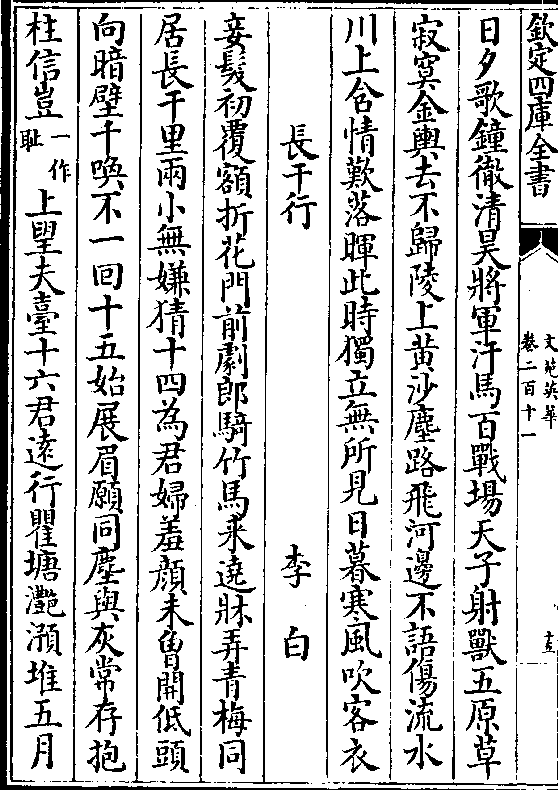 欽定四庫全書
文苑英華
卷二百十一
日夕歌鐘徹清昊將軍汗馬百戰場天子射獸五原草
寂寞金輿去不歸陵上黃沙塵路飛河邊不語傷流水
川上含情歎落暉此時獨立無所見日暮寒風吹客衣
長干行 李白
妾髮初覆額折花門前劇郎騎竹馬來遶牀弄青梅同
居長干里兩小無嫌猜十四為君婦羞顔未曾開低頭
向暗壁千喚不一回十五始展眉願同塵與灰常存抱
柱信豈一作恥上望夫臺十六君遠行瞿塘灧澦堆五月